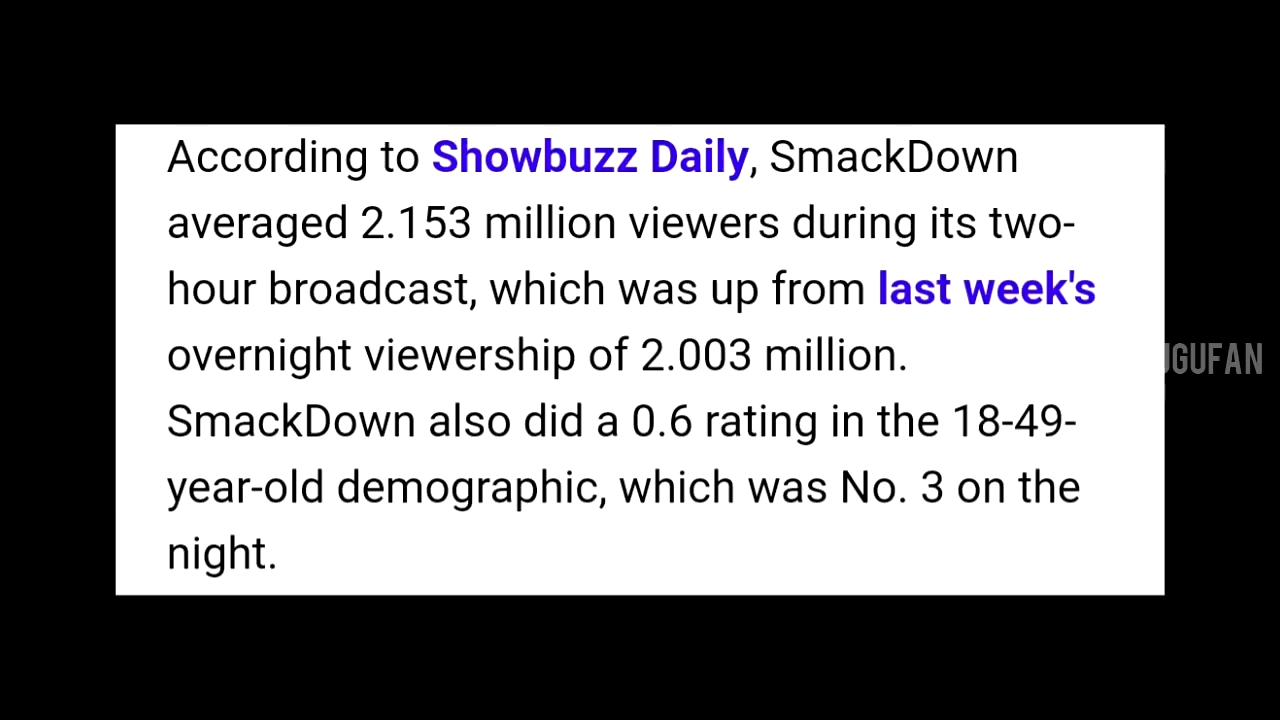 According to Showbuzz Daily, SmackDown
averaged 2.153 million viewers during its two-
hour broadcast, which was up from last week's
overnight viewership of 2.003 million.
SmackDown also did a 0.6 rating in the 18-49-
year-old demographic, which was No. 3 on the
night.